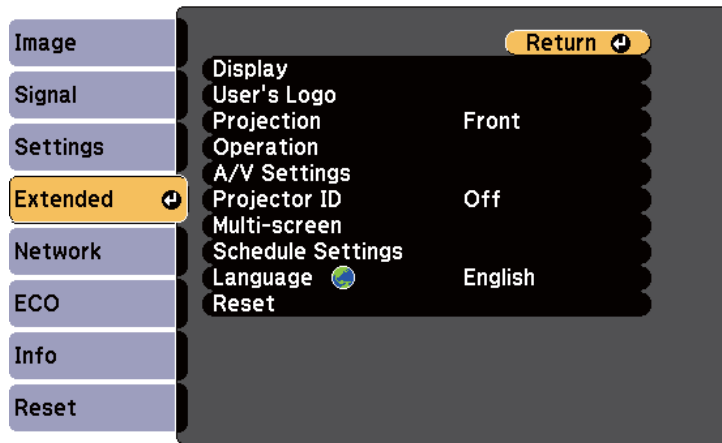 Image
Signal
Settings
Extended
Network
ECO
Info
Reset
Return
Display
User's Logo
Projection Front
Operation
A/V Settings
Projector ID Off
Multi-screen
Schedule Settings
Language English
Reset